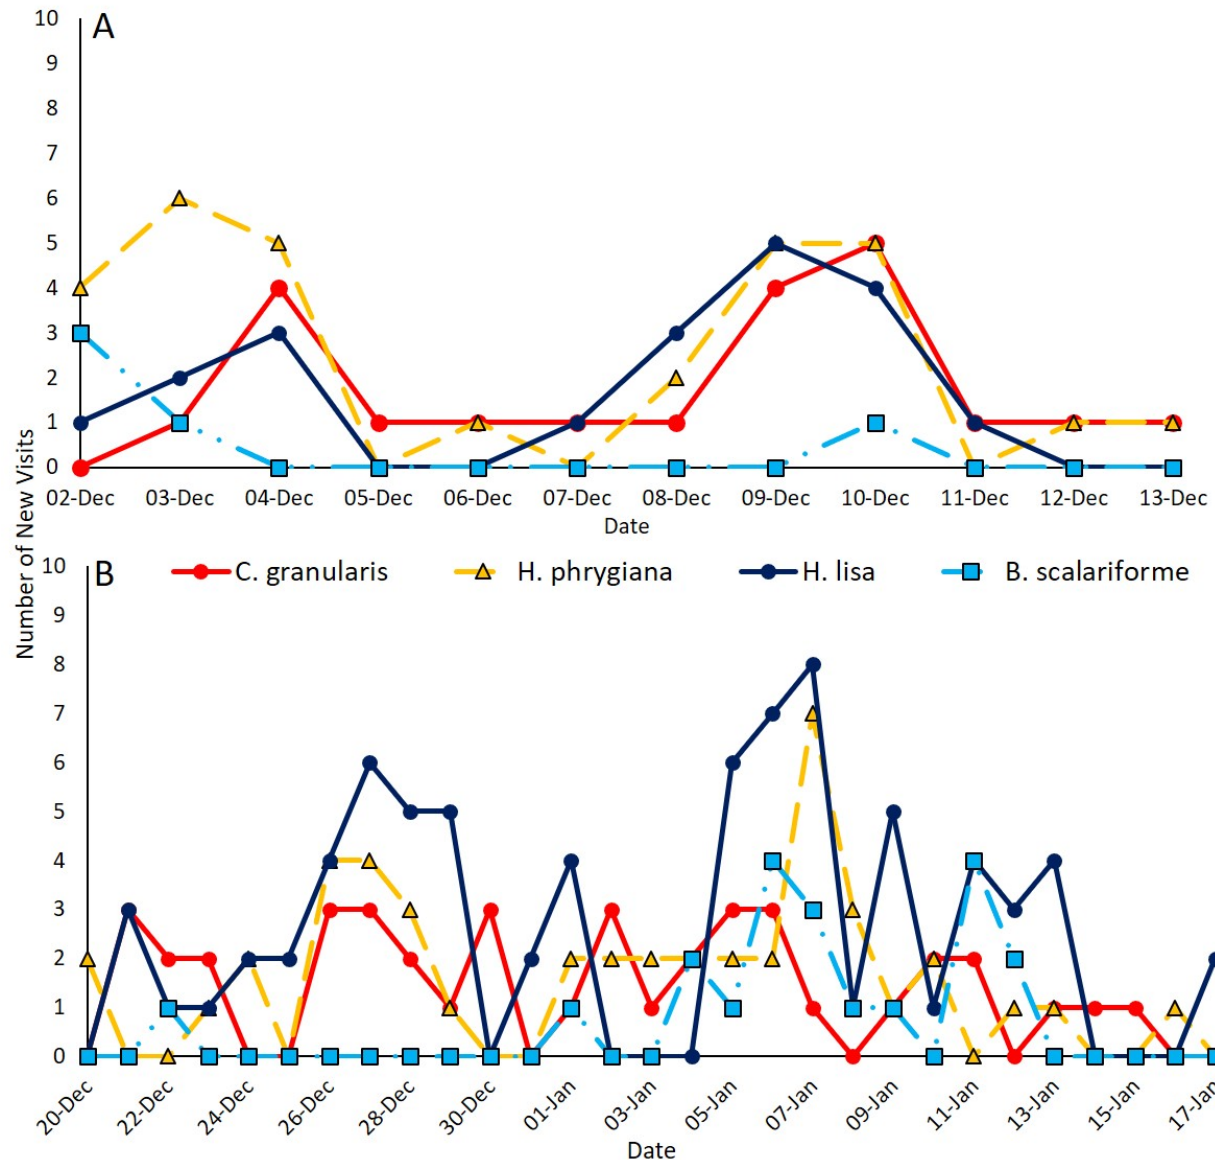 A
10
9
8
7
6
5
4
3
2
1
0
02-Dec 03-Dec 04-Dec 05-Dec 06-Dec 07-Dec 08-Dec 09-Dec 10-Dec 11-Dec 12-Dec 13-Dec
Date
Number of New Visits
B
C. granularis H. phrygiana H. lisa B. scalariforme
10
9
8
7
6
5
4
3
2
1
0
20-Dec 22-Dec 24-Dec 26-Dec 28-Dec 30-Dec 01-Jan 03-Jan 05-Jan 07-Jan 09-Jan 11-Jan 13-Jan 15-Jan 17-Jan
Date